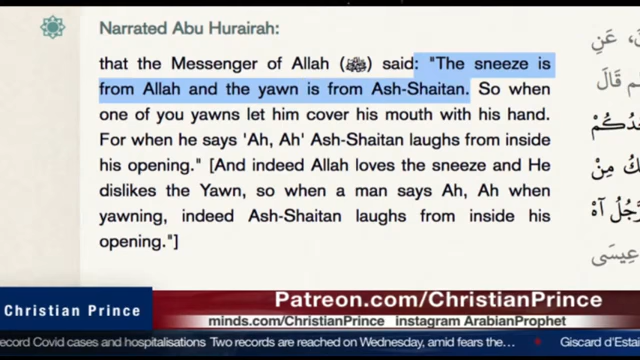 Narrated Abu Hurairah:
that the Messenger of Allah (ﷺ) said: "The sneeze is
from Allah and the yawn is from Ash-Shaitan. So when
one of you yawns let him cover his mouth with his hand.
For when he says 'Ah, Ah' Ash-Shaitan laughs from inside
his opening." [And indeed Allah loves the sneeze and He
dislikes the Yawn, so when a man says Ah, Ah when
yawning, indeed Ash-Shaitan laughs from inside his
opening."]
عَنِ
قَالَ
مِنْ
آهْ
عِيسَى
Christian Prince
Patreon.com/ChristianPrince
minds.com/ChristianPrince instagram ArabianProphet
ecord Covid cases and hospitalisations Two records are reached on Wednesday, amid fears the... Giscard d'Esta